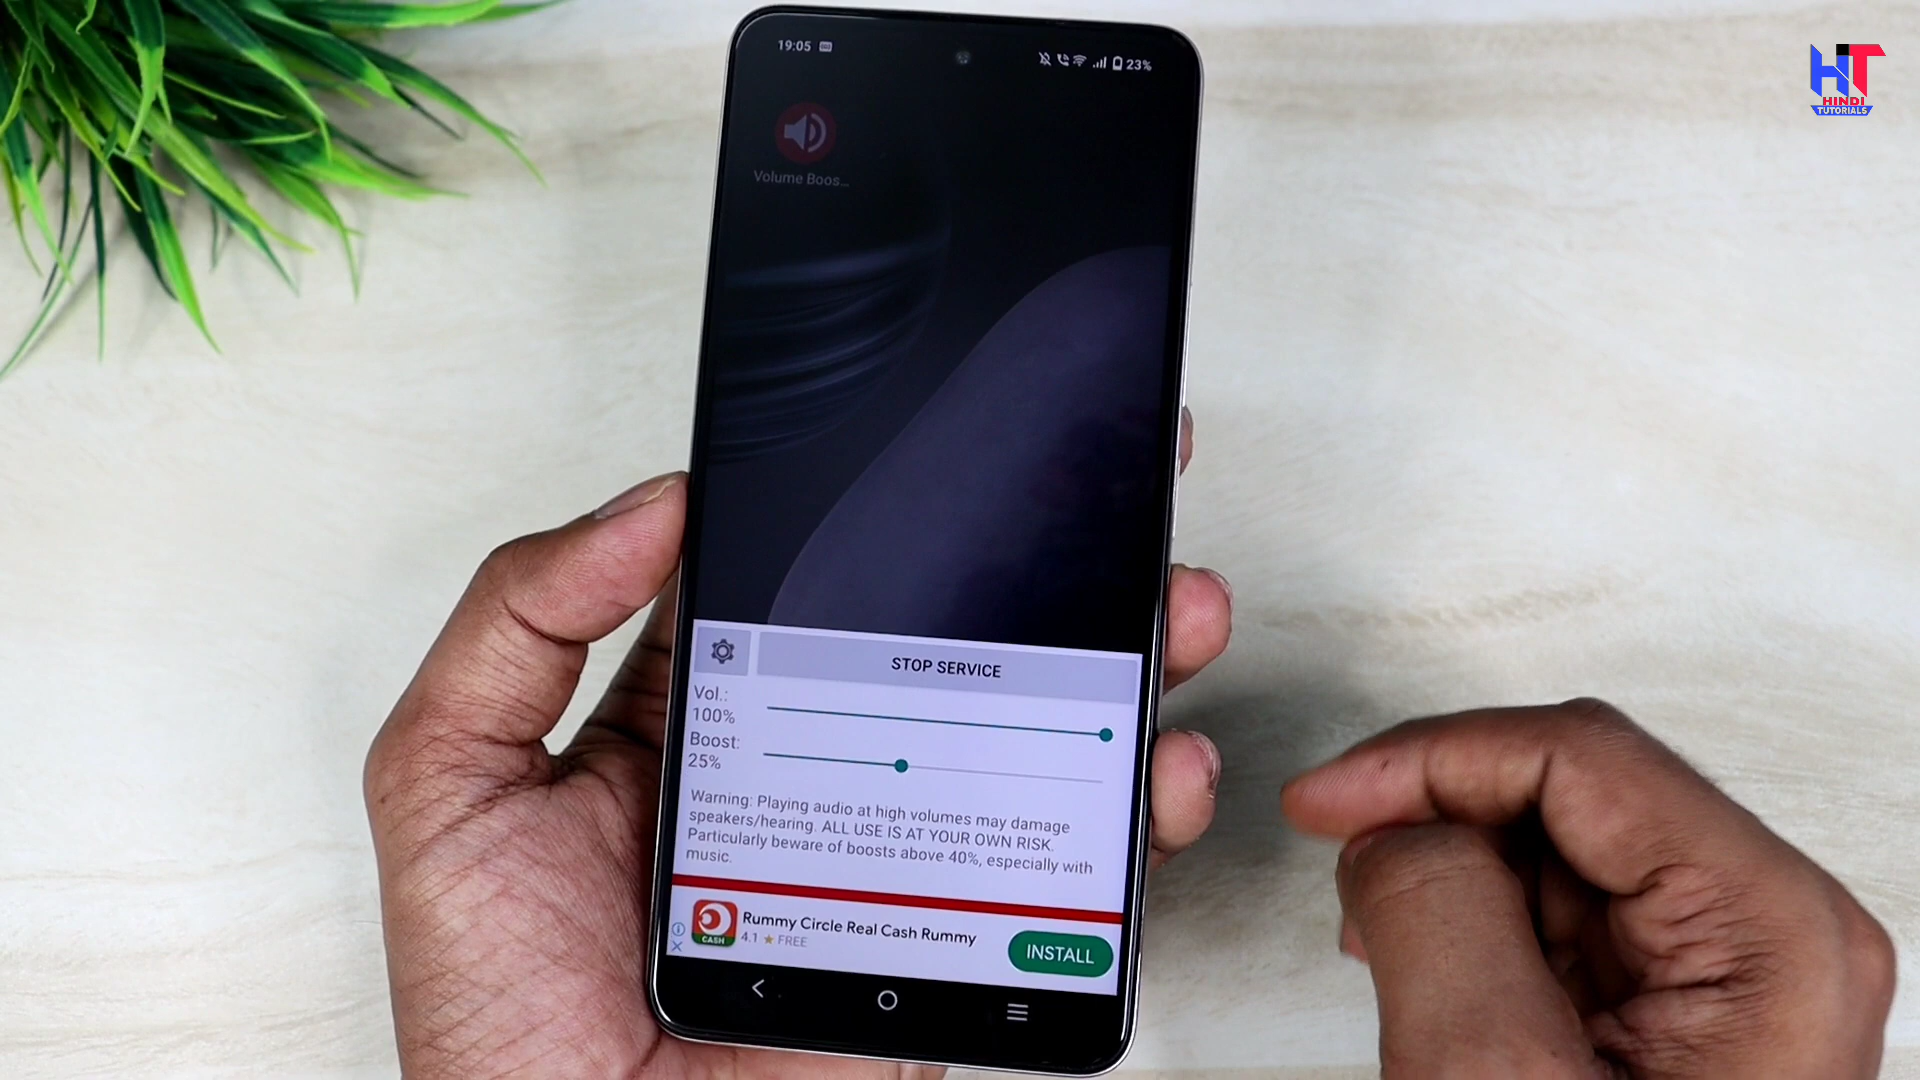 19:05
23%
HT
HINDI
TUTORIALS
Volume Boos...
STOP SERVICE
Vol.:
100%
Boost:
25%
Warning: Playing audio at high volumes may damage
speakers/hearing. ALL USE IS AT YOUR OWN RISK.
Particularly beware of boosts above 40%, especially with
music.
Rummy Circle Real Cash Rummy
4.1 ★ FREE
CASH
INSTALL